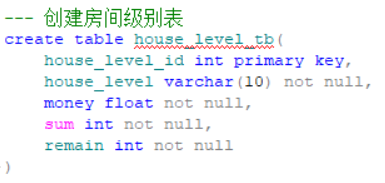 --- 创建房间级别表
create table house_level_tb(
    house_level_id int primary key,
    house_level varchar(10) not null,
    money float not null,
    sum int not null,
    remain int not null
)